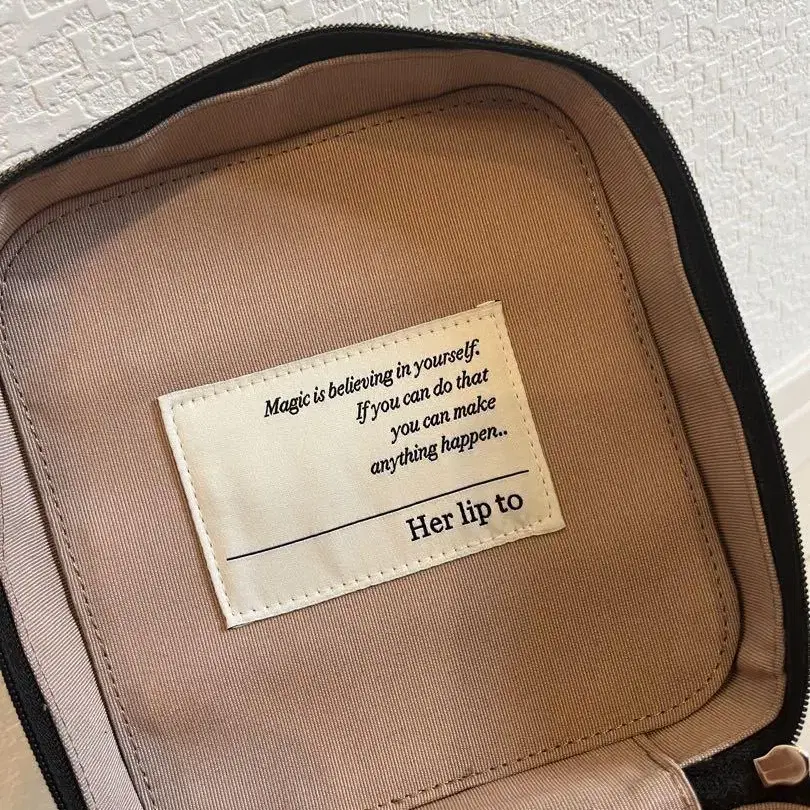 Magic is believing in yourself.
If you can do that
you can make
anything happen..
Her lip to